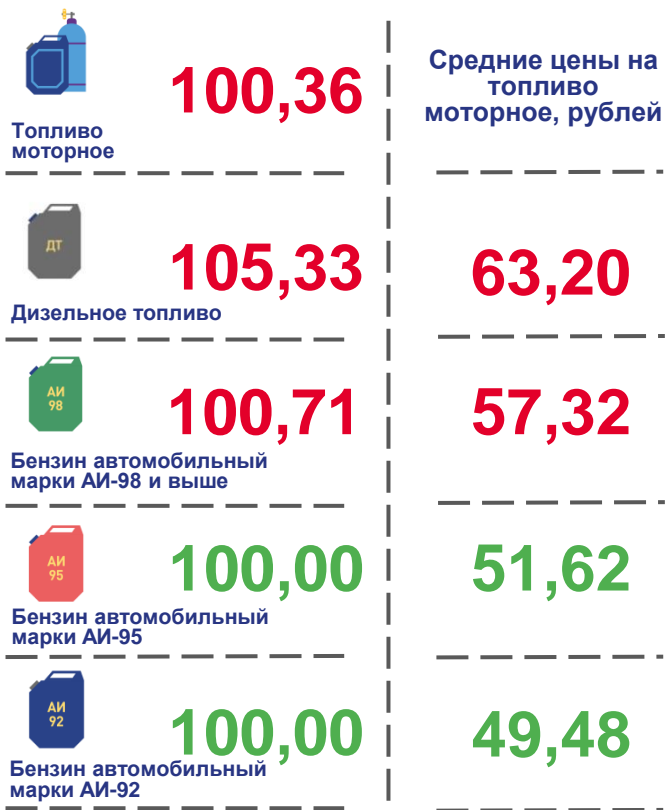 100,36
Топливо
моторное
Средние цены на
топливо
моторное, рублей
ДТ
105,33
Дизельное топливо
63,20
АИ
98
100,71
Бензин автомобильный
марки АИ-98 и выше
57,32
АИ
95
100,00
Бензин автомобильный
марки АИ-95
51,62
АИ
92
100,00
Бензин автомобильный
марки АИ-92
49,48